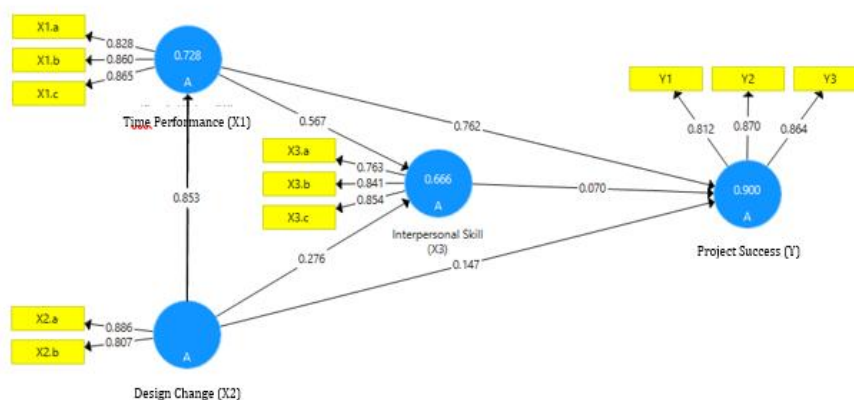 X1.a
0.828
X1.b
0.860
X1.c
0.865
0.728
A
Time Performance (X1)
Y1
Y2
Y3
0.812
0.870
0.864
0.567
0.762
X3.a
0.763
X3.b
0.841
X3.c
0.854
0.666
A
Interpersonal Skill
(X3)
0.070
0.900
A
Project Success (Y)
0.853
0.276
0.147
X2.a
0.886
X2.b
0.807
A
Design Change (X2)